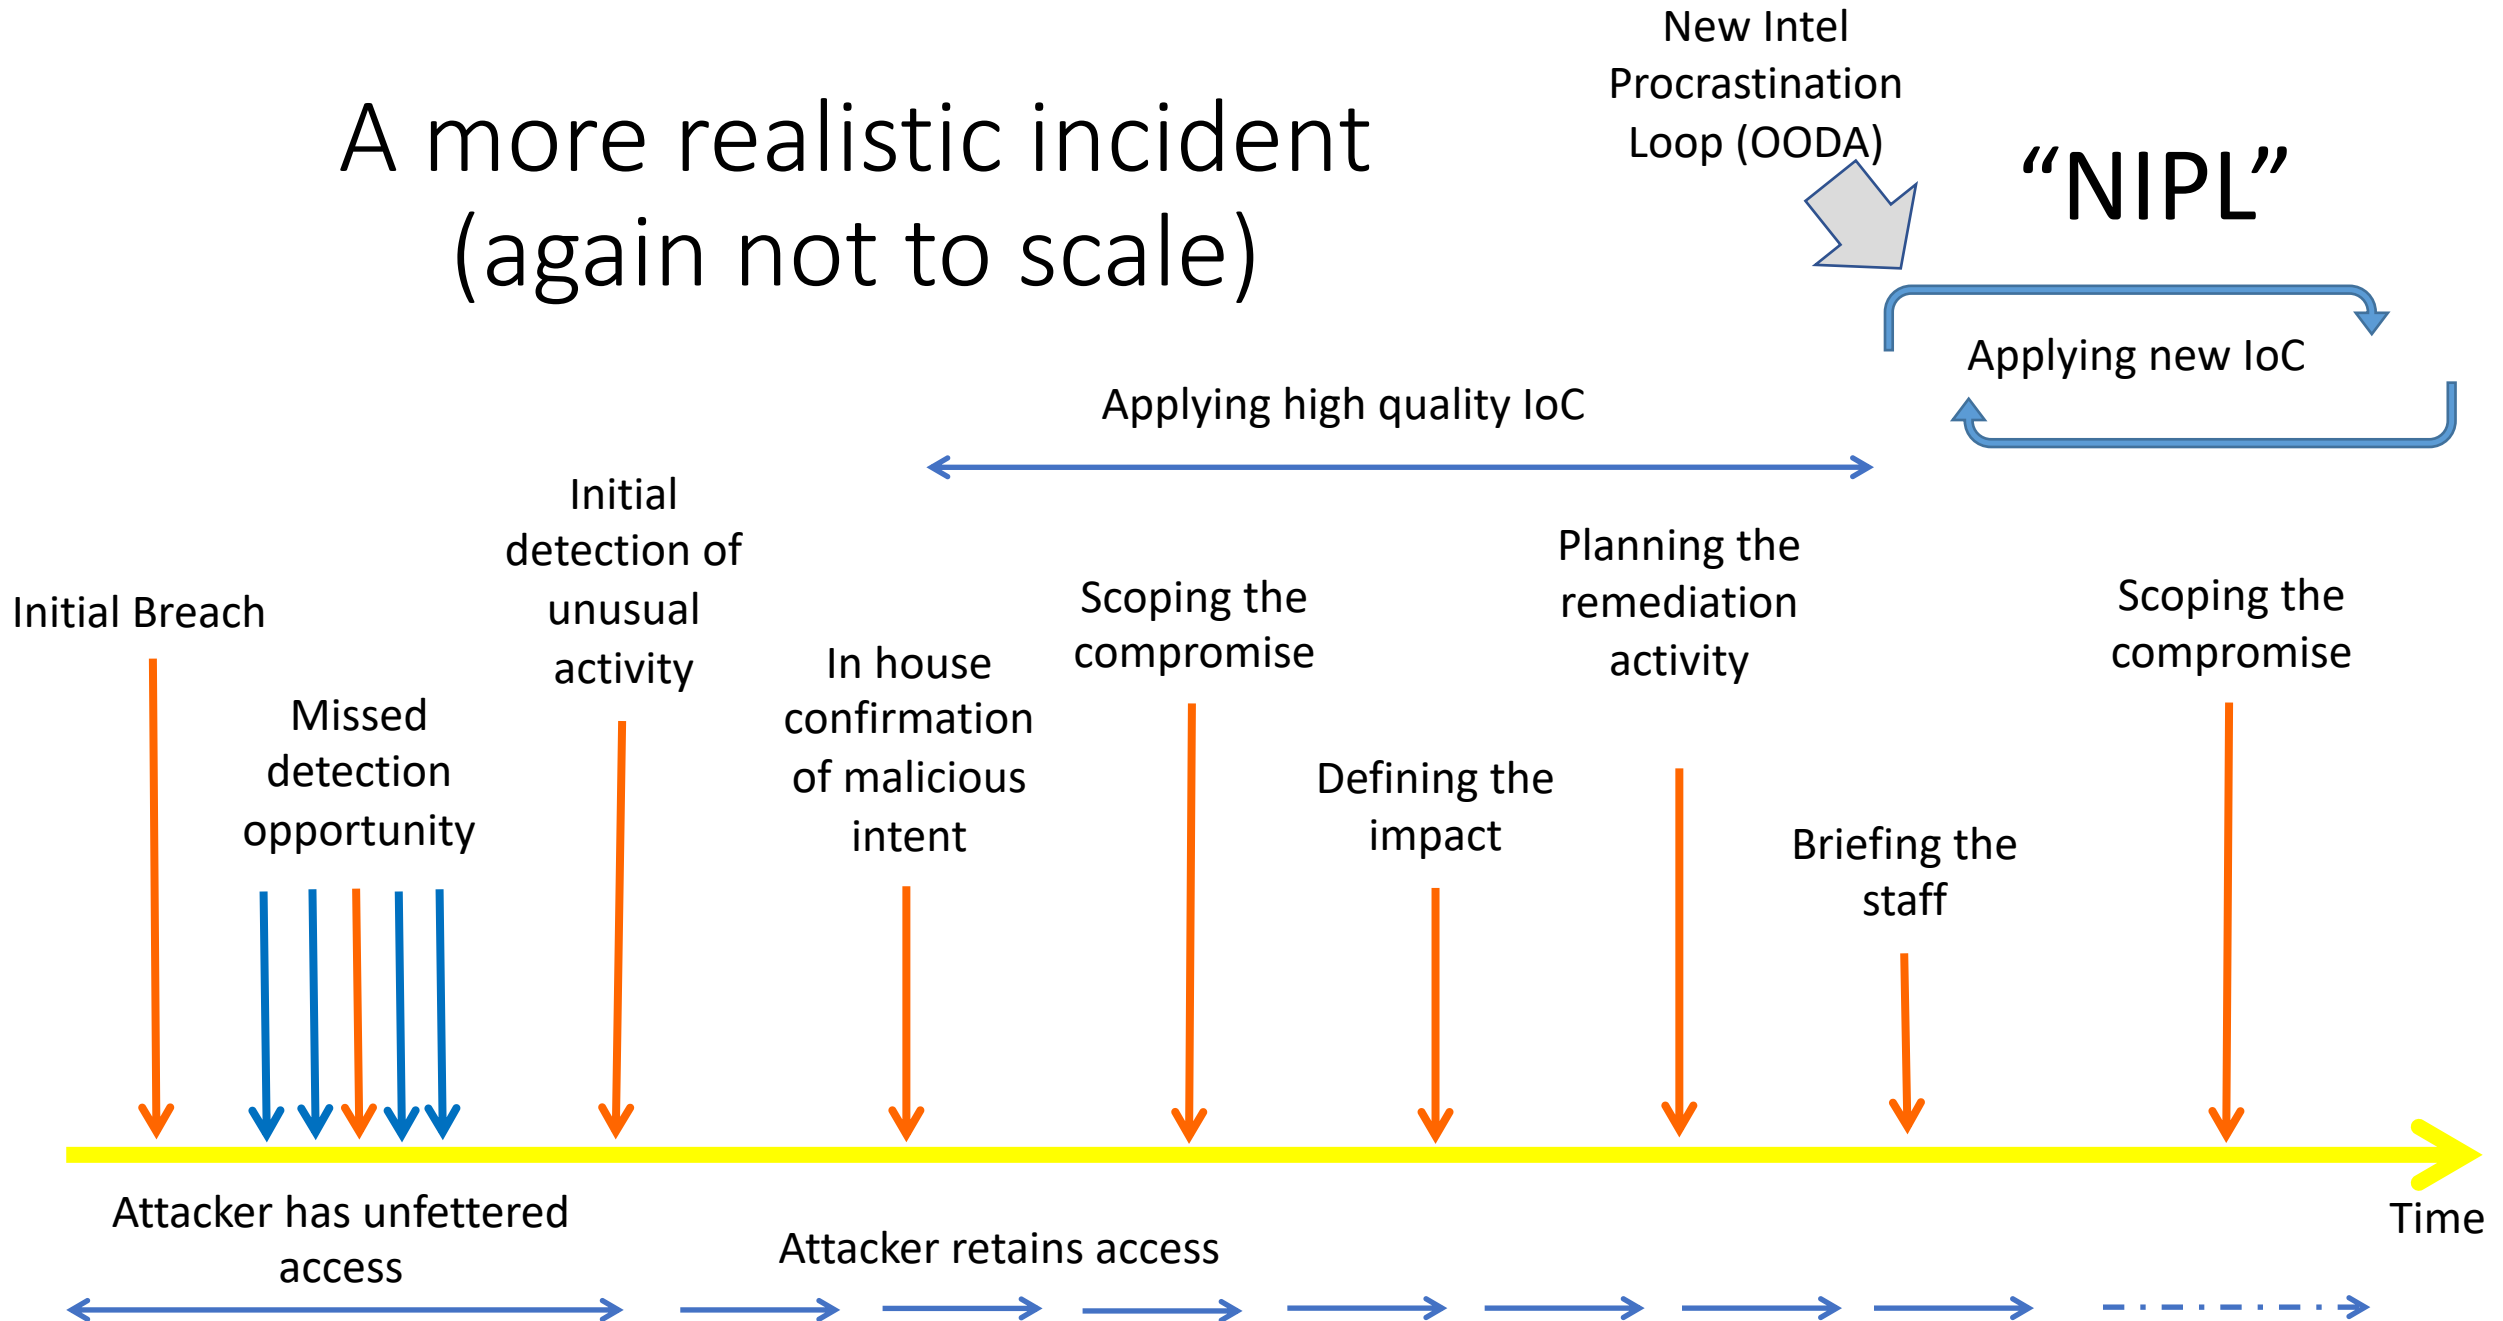 A more realistic incident
(again not to scale)
New Intel
Procrastination
Loop (OODA)
“NIPL”
Applying new IoC
Applying high quality IoC
Initial Breach
Missed
detection
opportunity
Initial
detection of
unusual
activity
In house
confirmation
of malicious
intent
Scoping the
compromise
Defining the
impact
Planning the
remediation
activity
Briefing the
staff
Scoping the
compromise
Time
Attacker has unfettered
access
Attacker retains access